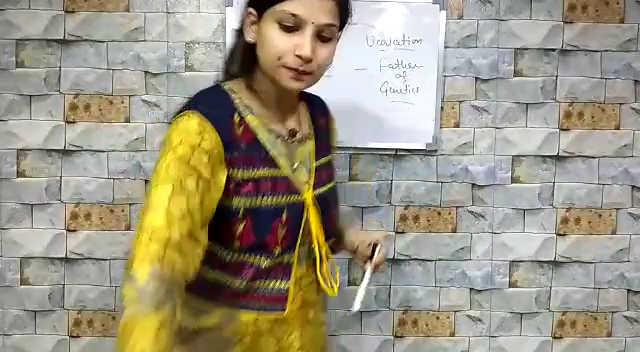 Variation
— Father
of
Genetics